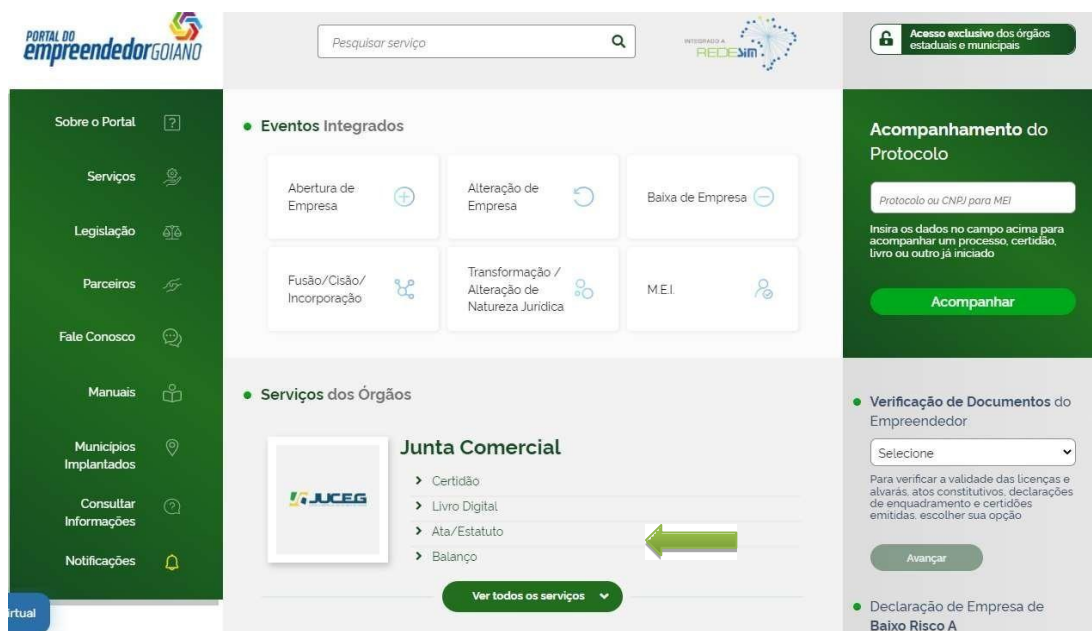 PORTAL DO
empreendedorGOIANO
Pesquisar serviço
INTEGRADO A
REDESim
Acesso exclusivo dos órgãos
estaduais e municipais
Sobre o Portal
Serviços
Legislação
Parceiros
Fale Conosco
Manuais
Municípios
Implantados
Consultar
Informações
Notificações
irtual
Eventos Integrados
Abertura de
Empresa
Alteração de
Empresa
Baixa de Empresa
Fusão/Cisão/
Incorporação
Transformação /
Alteração de
Natureza Jurídica
M.E.I.
Serviços dos Órgãos
JUCEG
Junta Comercial
Certidão
Livro Digital
Ata/Estatuto
Balanço
Ver todos os serviços
Acompanhamento do
Protocolo
Protocolo ou CNPJ para MEI
Insira os dados no campo acima para
acompanhar um processo, certidão,
livro ou outro já iniciado
Acompanhar
Verificação de Documentos do
Empreendedor
Selecione
Para verificar a validade das licenças e
alvarás, atos constitutivos, declarações
de enquadramento e certidões
emitidas, escolher sua opção
Avançar
Declaração de Empresa de
Baixo Risco A